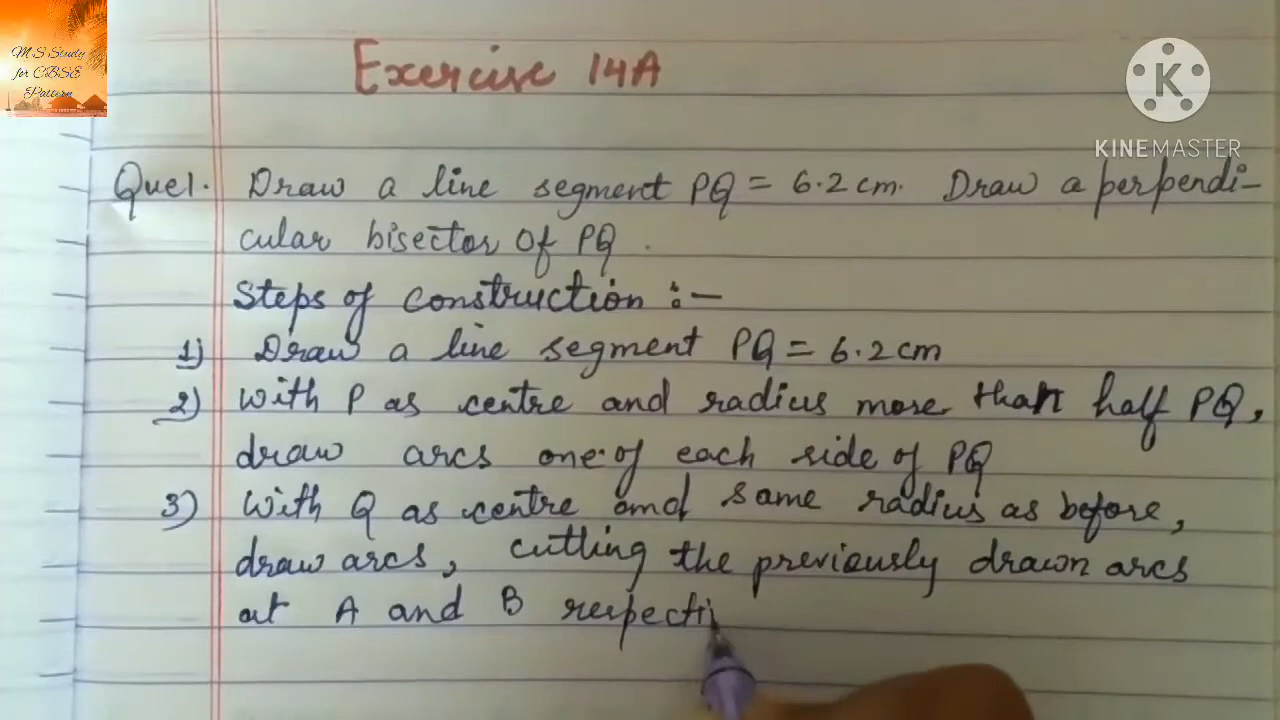 M S Study
for CBSE
Pattern
KINEMASTER
Exercise 14A
Que1. Draw a line segment PQ = 6.2 cm. Draw a perpendi-
cular bisector of PQ.
Steps of construction :-
1) Draw a line segment PQ = 6.2 cm
2) With P as centre and radius more than half PQ,
draw arcs one of each side of PQ
3) With Q as centre and same radius as before,
draw arcs, cutting the previously drawn arcs
at A and B respecti